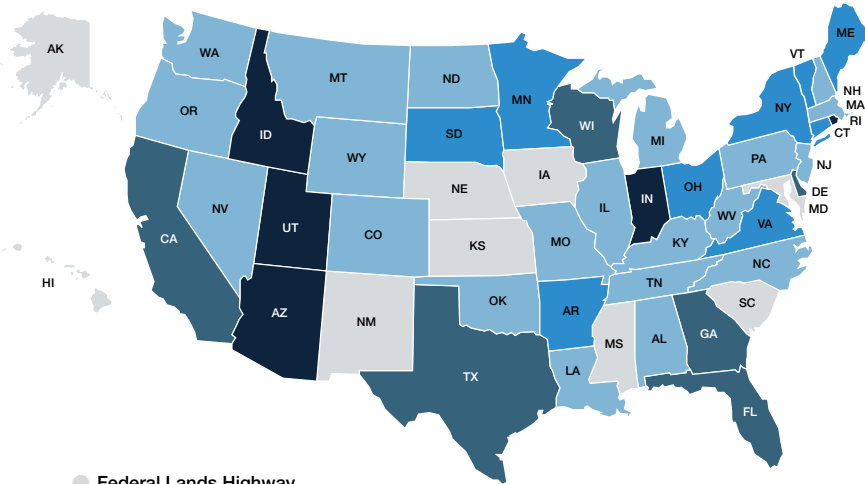 ME
VT
AK
WA
MT
ND
MN
NH
MA
RI
CT
NY
OR
ID
SD
WI
MI
WY
PA
NJ
NE
IA
OH
IN
IL
DE
MD
NV
UT
CO
WV
VA
CA
KS
MO
KY
HI
NC
TN
OK
AR
SC
AZ
NM
MS
AL
GA
TX
LA
FL
Federal Lands Highway